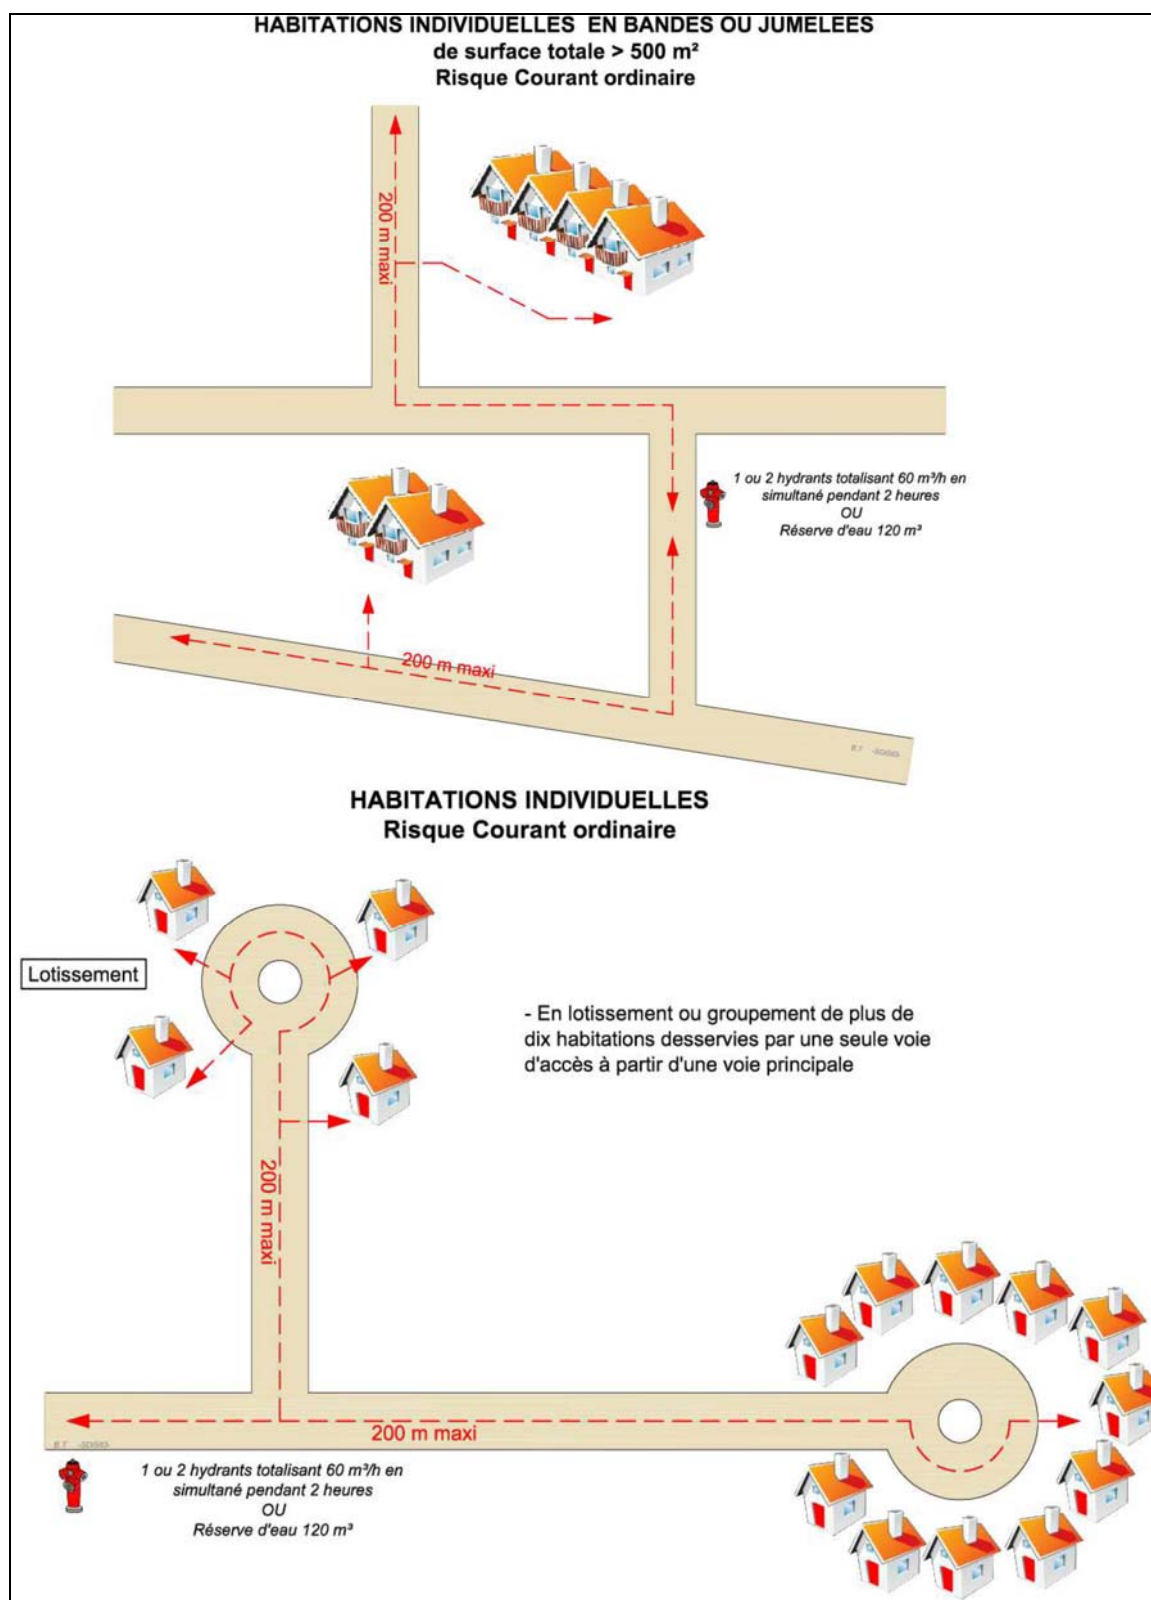 HABITATIONS INDIVIDUELLES EN BANDES OU JUMELEES
de surface totale > 500 m²
Risque Courant ordinaire
200 m maxi
1 ou 2 hydrants totalisant 60 m³/h en
simultané pendant 2 heures
OU
Réserve d'eau 120 m³
200 m maxi
HABITATIONS INDIVIDUELLES
Risque Courant ordinaire
Lotissement
- En lotissement ou groupement de plus de
dix habitations desservies par une seule voie
d'accès à partir d'une voie principale
200 m maxi
200 m maxi
1 ou 2 hydrants totalisant 60 m³/h en
simultané pendant 2 heures
OU
Réserve d'eau 120 m³